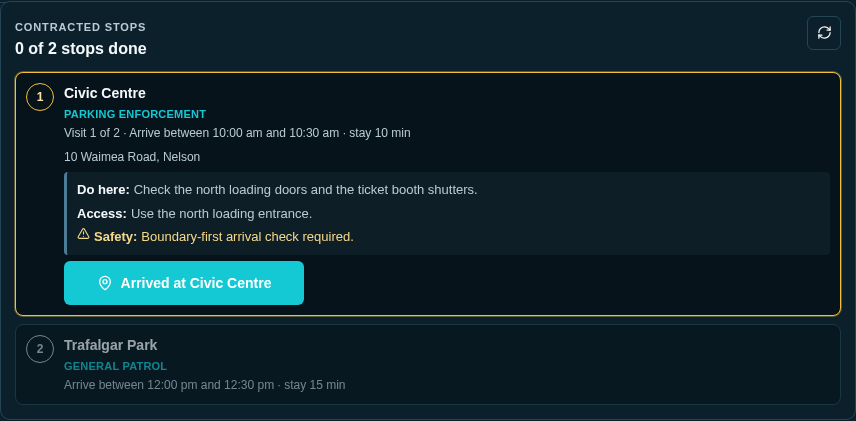 CONTRACTED STOPS
0 of 2 stops done
1
Civic Centre
PARKING ENFORCEMENT
Visit 1 of 2 · Arrive between 10:00 am and 10:30 am · stay 10 min
10 Waimea Road, Nelson
Do here: Check the north loading doors and the ticket booth shutters.
Access: Use the north loading entrance.
Safety: Boundary-first arrival check required.
Arrived at Civic Centre
2
Trafalgar Park
GENERAL PATROL
Arrive between 12:00 pm and 12:30 pm · stay 15 min